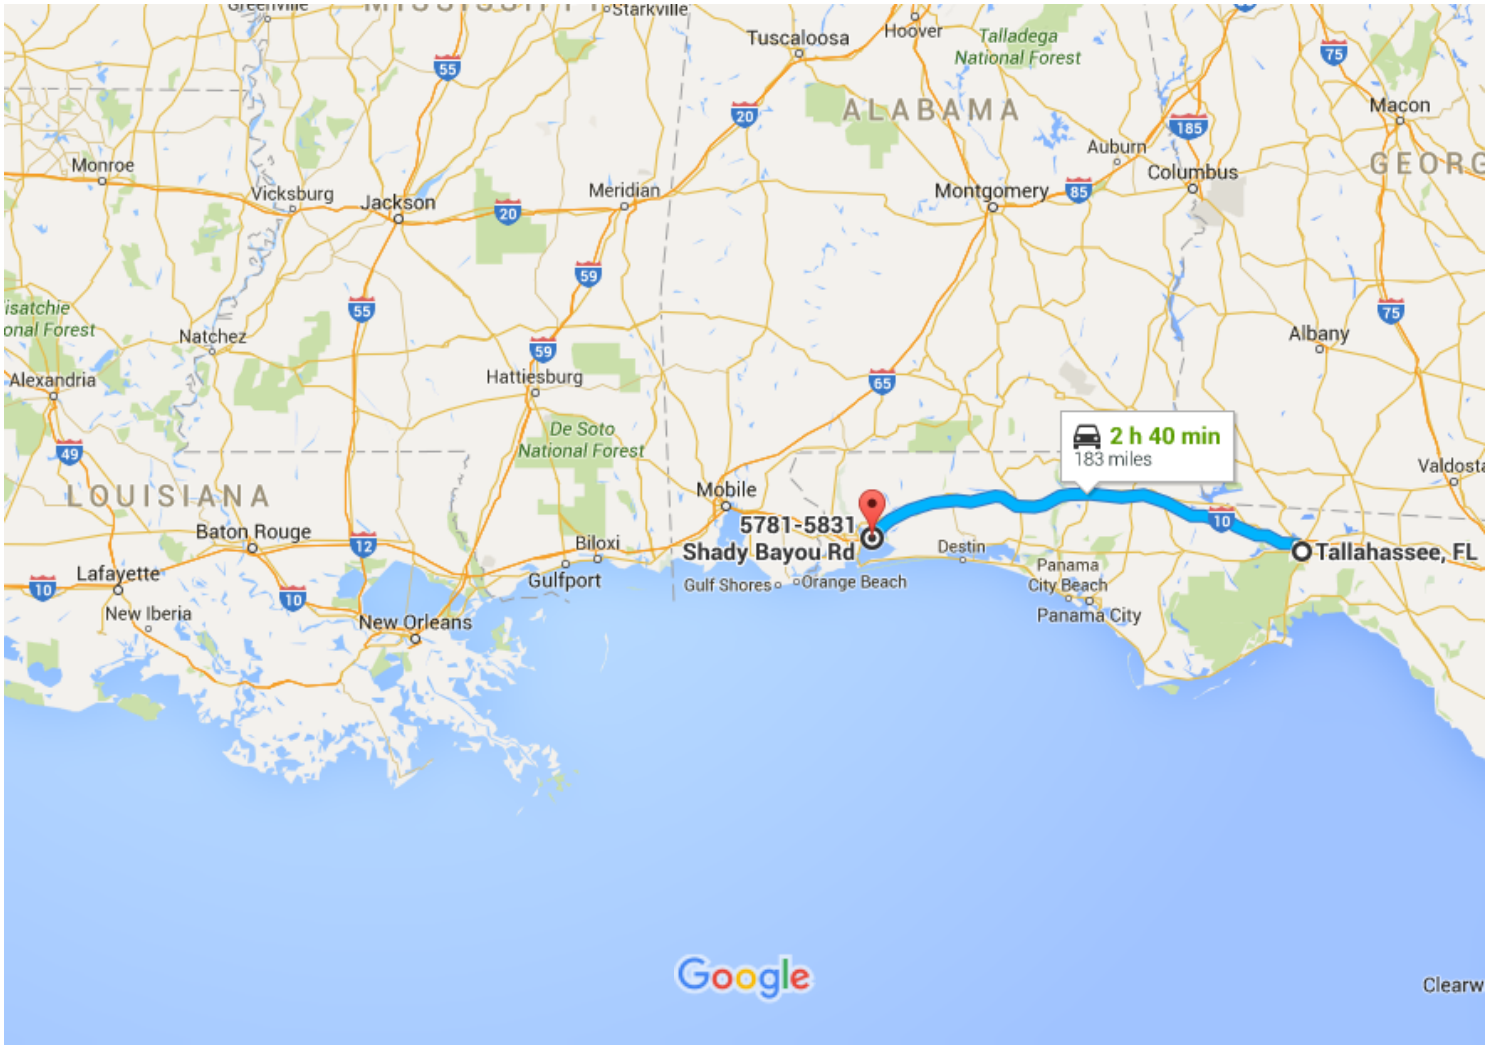 Greenville
MISSISSIPPI
Starkville
Tuscaloosa
Hoover
Talladega
National Forest
75
55
20
ALABAMA
Macon
185
Auburn
Columbus
GEORG
Monroe
Vicksburg
Jackson
20
Meridian
Montgomery
85
59
isatchie
onal Forest
55
75
Natchez
59
Albany
Alexandria
Hattiesburg
65
49
De Soto
National Forest
2 h 40 min
183 miles
Valdosta
LOUISIANA
Mobile
5781-5831
Shady Bayou Rd
10
Baton Rouge
12
Biloxi
Destin
Tallahassee, FL
Lafayette
10
10
Gulfport
Gulf Shores
Orange Beach
Panama
City Beach
New Iberia
New Orleans
Panama City
Google
Clearw